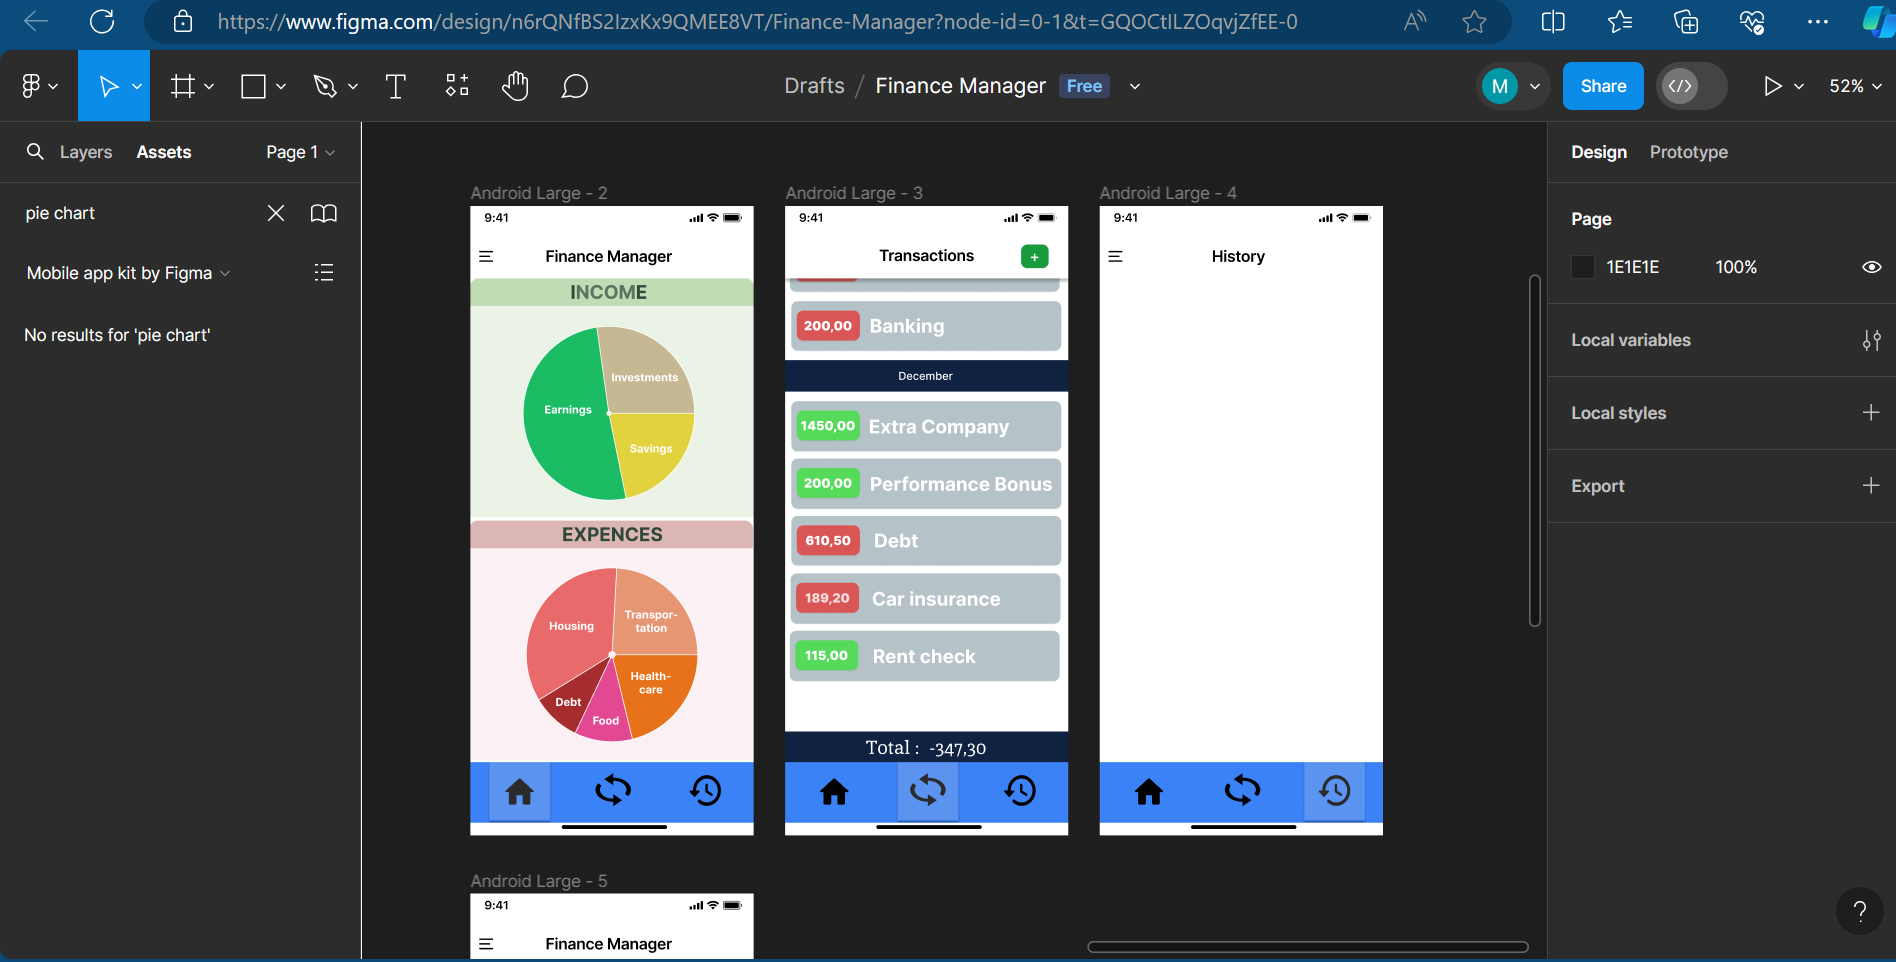 https://www.figma.com/design/n6rQNfBS2IzxKx9QMEE8VT/Finance-Manager?node-id=0-1&t=GQOCtILZOqvjZfEE-0
Drafts / Finance Manager Free
M
Share
52%
Layers Assets Page 1
pie chart
Mobile app kit by Figma
No results for 'pie chart'
Android Large - 2
9:41
Finance Manager
INCOME
Investments
Earnings
Savings
EXPENCES
Transpor-
tation
Housing
Health-
care
Debt
Food
Android Large - 3
9:41
Transactions +
200,00 Banking
December
1450,00 Extra Company
200,00 Performance Bonus
610,50 Debt
189,20 Car insurance
115,00 Rent check
Total : -347,30
Android Large - 4
9:41
History
Android Large - 5
9:41
Finance Manager
Design Prototype
Page
1E1E1E 100%
Local variables
Local styles
Export
?